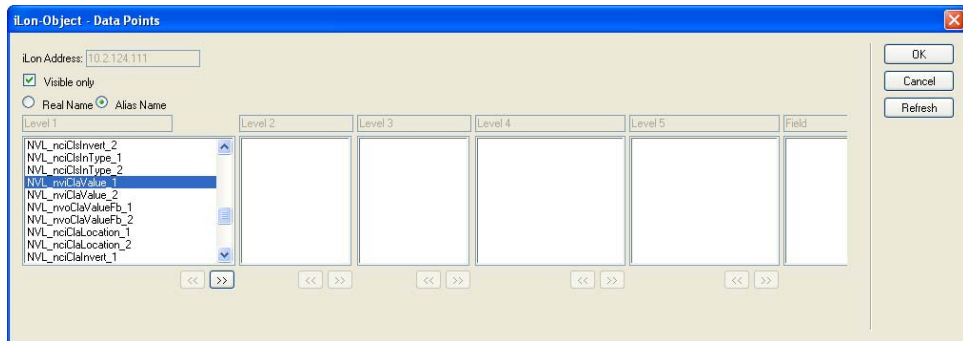 iLon-Object - Data Points
iLon Address: 10.2.124.111
OK
Visible only
Cancel
Real Name Alias Name
Refresh
Level 1 Level 2 Level 3 Level 4 Level 5 Field
NVL_nciClsInvert_2
NVL_nciClsInType_1
NVL_nciClsInType_2
NVL_nviClaValue_1
NVL_nviClaValue_2
NVL_nvoClaValueFb_1
NVL_nvoClaValueFb_2
NVL_nciClaLocation_1
NVL_nciClaLocation_2
NVL_nciClaInvert_1
<< >> << >> << >> << >> << >>